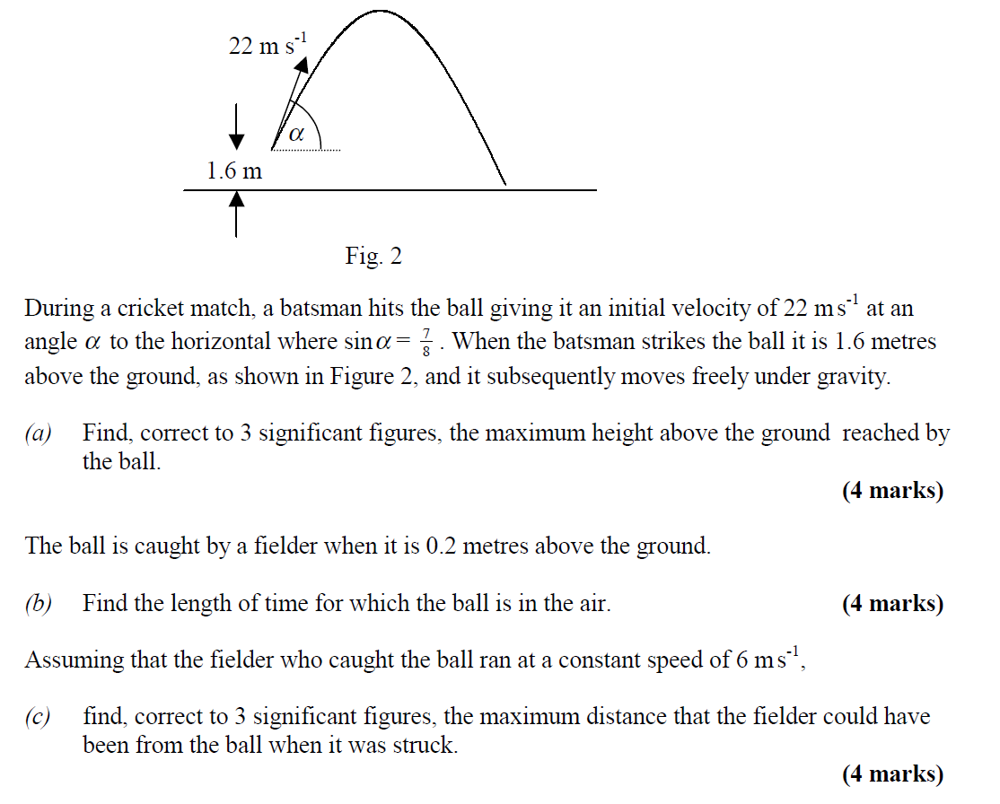 22 m s⁻¹
α
1.6 m
Fig. 2
During a cricket match, a batsman hits the ball giving it an initial velocity of 22 m s⁻¹ at an
angle α to the horizontal where sin α = 7/8 . When the batsman strikes the ball it is 1.6 metres
above the ground, as shown in Figure 2, and it subsequently moves freely under gravity.
(a) Find, correct to 3 significant figures, the maximum height above the ground reached by
the ball.
(4 marks)
The ball is caught by a fielder when it is 0.2 metres above the ground.
(b) Find the length of time for which the ball is in the air. (4 marks)
Assuming that the fielder who caught the ball ran at a constant speed of 6 m s⁻¹,
(c) find, correct to 3 significant figures, the maximum distance that the fielder could have
been from the ball when it was struck.
(4 marks)